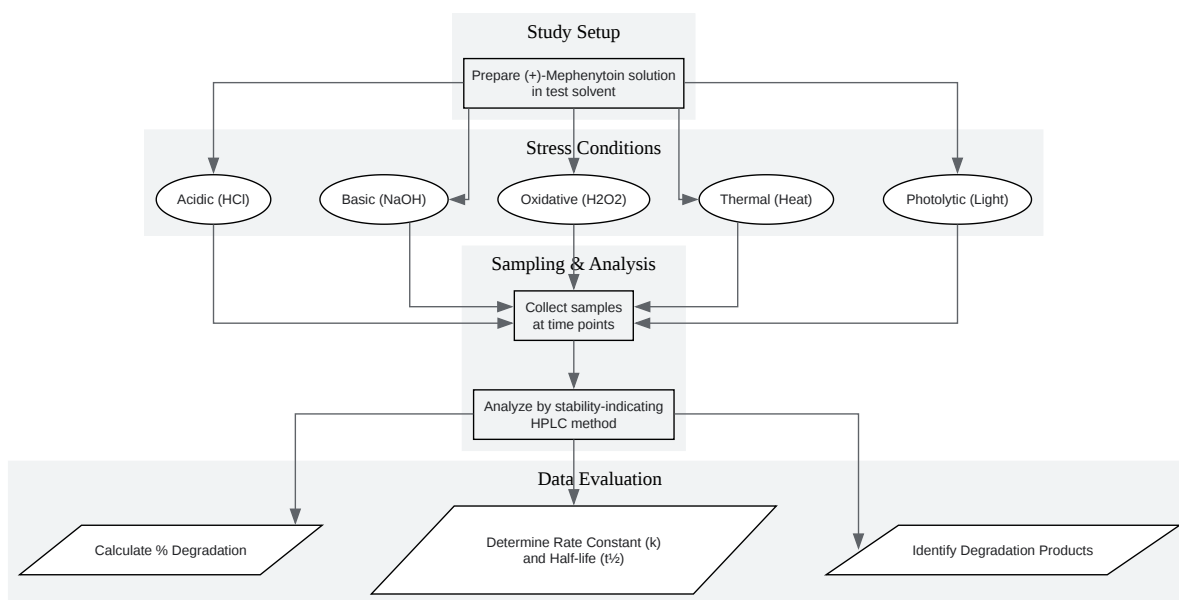 Study Setup
Prepare (+)-Mephenytoin solution
in test solvent
Stress Conditions
Acidic (HCl)
Basic (NaOH)
Oxidative (H2O2)
Thermal (Heat)
Photolytic (Light)
Sampling & Analysis
Collect samples
at time points
Analyze by stability-indicating
HPLC method
Data Evaluation
Calculate % Degradation
Determine Rate Constant (k)
and Half-life (t½)
Identify Degradation Products